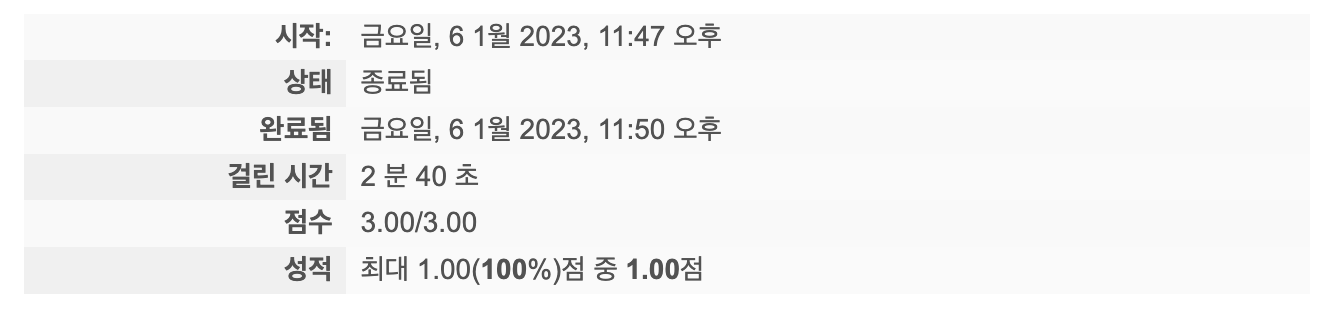 시작: 금요일, 6 1월 2023, 11:47 오후
상태 종료됨
완료됨 금요일, 6 1월 2023, 11:50 오후
걸린 시간 2 분 40 초
점수 3.00/3.00
성적 최대 1.00(100%)점 중 1.00점